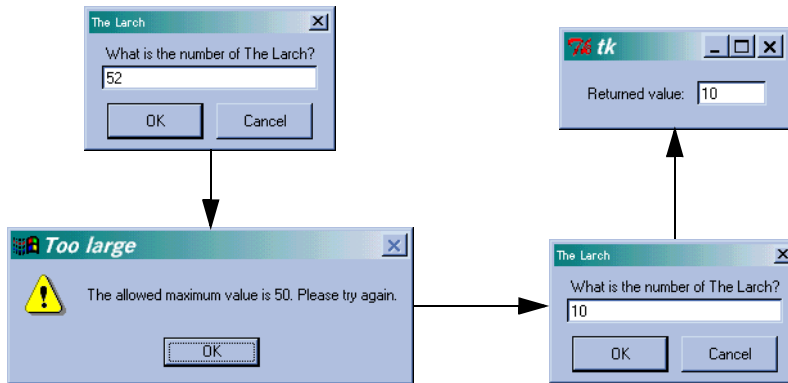 The Larch
What is the number of The Larch?
52
OK Cancel
Too large
The allowed maximum value is 50. Please try again.
OK
The Larch
What is the number of The Larch?
10
OK Cancel
Tk tk
Returned value: 10